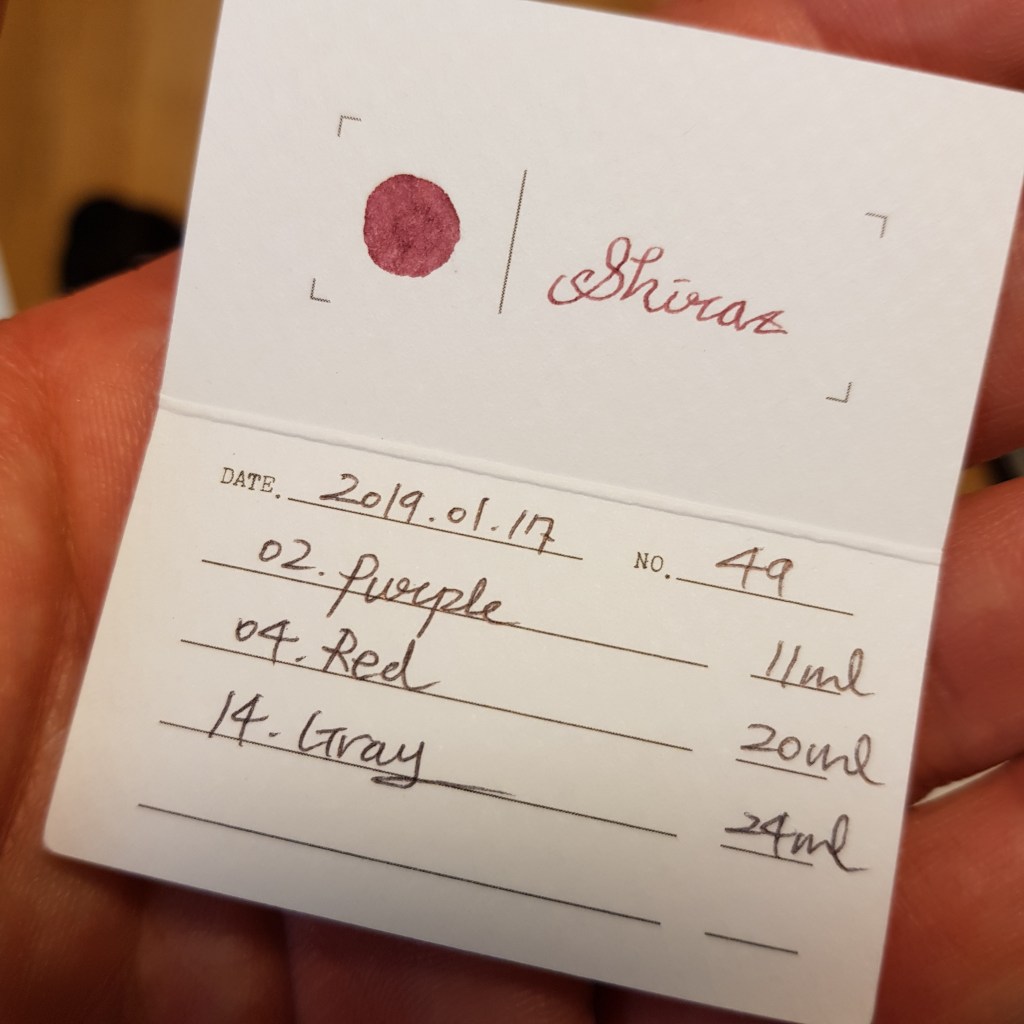 Shiraz
DATE. 2019.01.17 NO. 49
02. Purple 11ml
04. Red 20ml
14. Gray 24ml